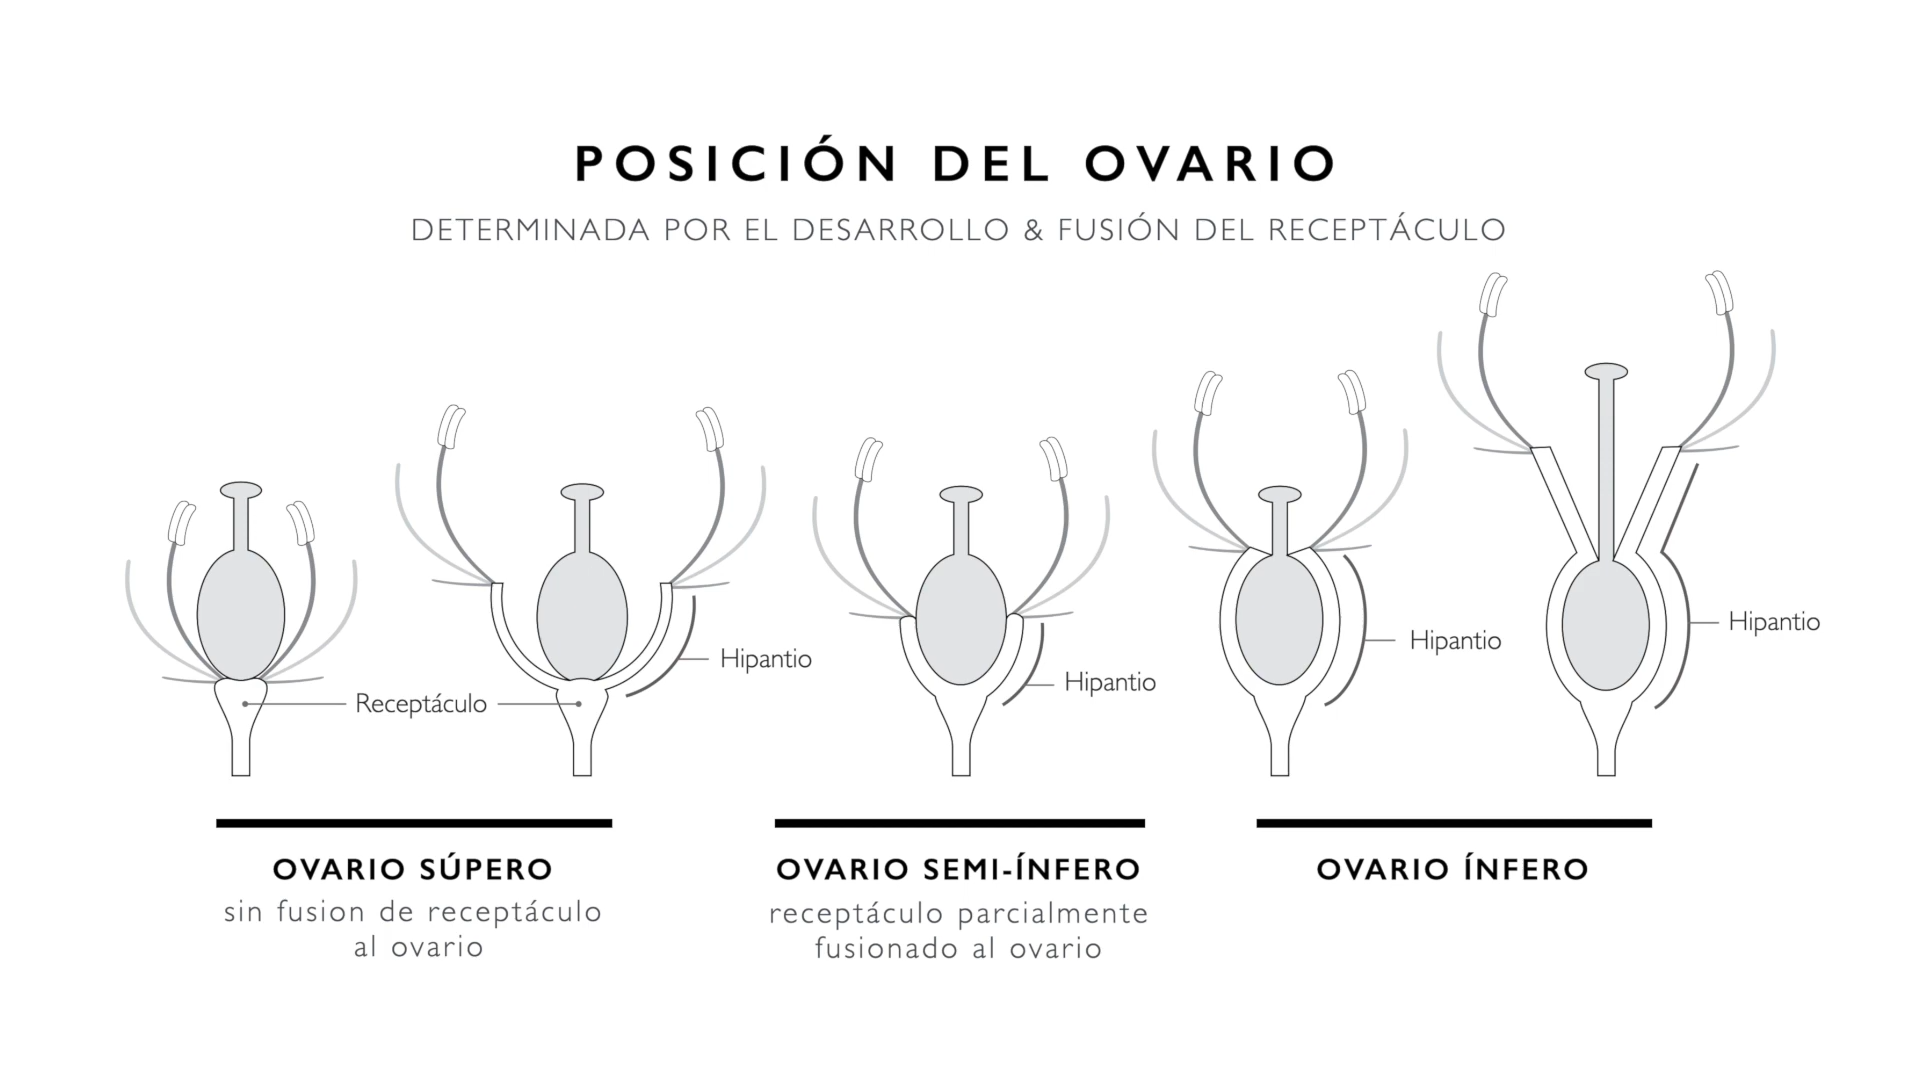 POSICIÓN DEL OVARIO
DETERMINADA POR EL DESARROLLO & FUSIÓN DEL RECEPTÁCULO
Receptáculo
Hipantio
Hipantio
Hipantio
Hipantio
OVARIO SÚPERO
sin fusion de receptáculo
al ovario
OVARIO SEMI-ÍNFERO
receptáculo parcialmente
fusionado al ovario
OVARIO ÍNFERO